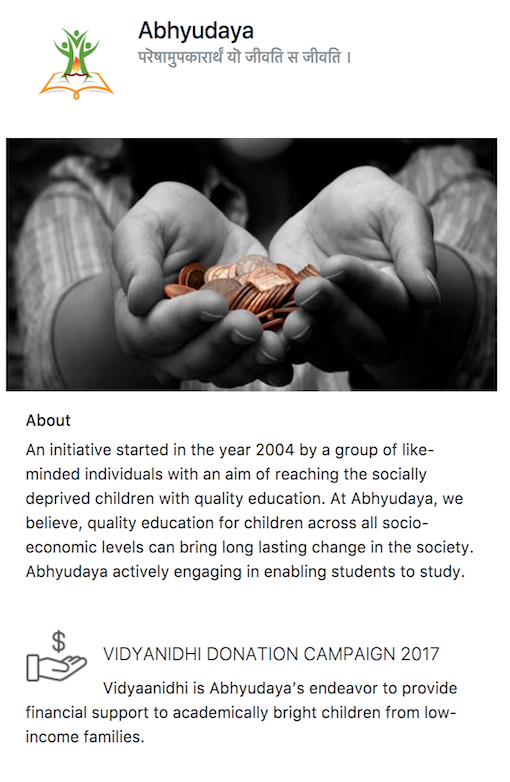 Abhyudaya
परॆषामुपकारार्थं यॊ जीवति स जीवति ।
About
An initiative started in the year 2004 by a group of like-
minded individuals with an aim of reaching the socially
deprived children with quality education. At Abhyudaya, we
believe, quality education for children across all socio-
economic levels can bring long lasting change in the society.
Abhyudaya actively engaging in enabling students to study.
$
VIDYANIDHI DONATION CAMPAIGN 2017
Vidyaanidhi is Abhyudaya's endeavor to provide
financial support to academically bright children from low-
income families.